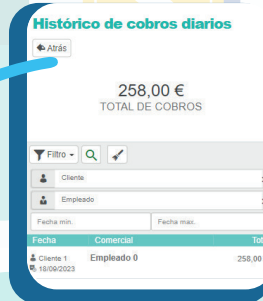 Histórico de cobros diarios
Atrás
258,00 €
TOTAL DE COBROS
Filtro
Cliente
Empleado
Fecha min. Fecha max.
Fecha Comercial
Cliente 1 Empleado 0 258,00
18/09/2023